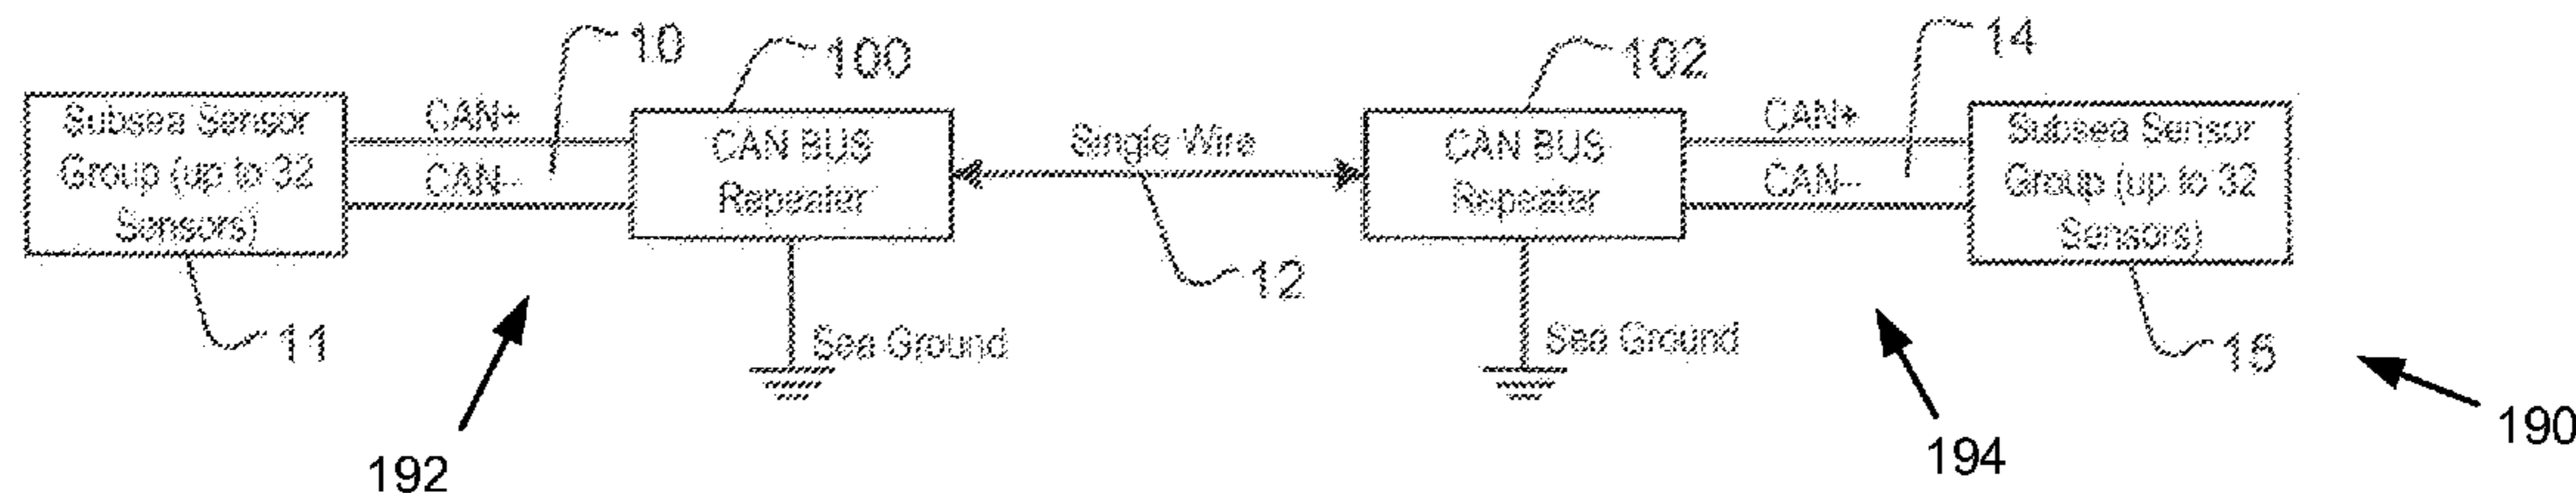 10
100
102
14
Subsea Sensor
Group (up to 32
Sensors)
CAN+
CAN-
CAN BUS
Repeater
Single Wire
CAN BUS
Repeater
CAN+
CAN-
Subsea Sensor
Group (up to 32
Sensors)
11
Sea Ground
12
Sea Ground
15
192
194
190